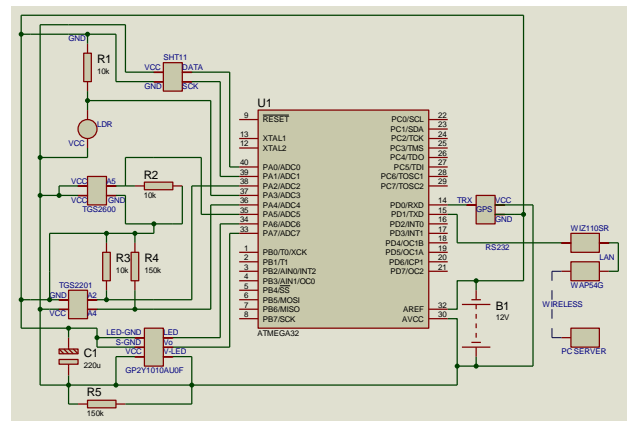 GND
R1
10k
SHT11
VCC DATA
GND SCK
LDR
VCC
R2
10k
VCC A5
VCC GND
TGS2600
R3
10k
R4
150k
TGS2201
GND A2
VCC A4
C1
220u
LED-GND LED
S-GND Vo
VCC V-LED
GP2Y1010AU0F
R5
150k
U1
9 RESET
13 XTAL1
12 XTAL2
40 PA0/ADC0
39 PA1/ADC1
38 PA2/ADC2
37 PA3/ADC3
36 PA4/ADC4
35 PA5/ADC5
34 PA6/ADC6
33 PA7/ADC7
1 PB0/T0/XCK
2 PB1/T1
3 PB2/AIN0/INT2
4 PB3/AIN1/OC0
5 PB4/SS
6 PB5/MOSI
7 PB6/MISO
8 PB7/SCK
PC0/SCL 22
PC1/SDA 23
PC2/TCK 24
PC3/TMS 25
PC4/TDO 26
PC5/TDI 27
PC6/TOSC1 28
PC7/TOSC2 29
PD0/RXD 14
PD1/TXD 15
PD2/INT0 16
PD3/INT1 17
PD4/OC1B 18
PD5/OC1A 19
PD6/ICP1 20
PD7/OC2 21
AREF 32
AVCC 30
ATMEGA32
TRX GPS VCC
GND
RS232
WIZ110SR
LAN
WAP54G
WIRELESS
PC SERVER
B1
12V